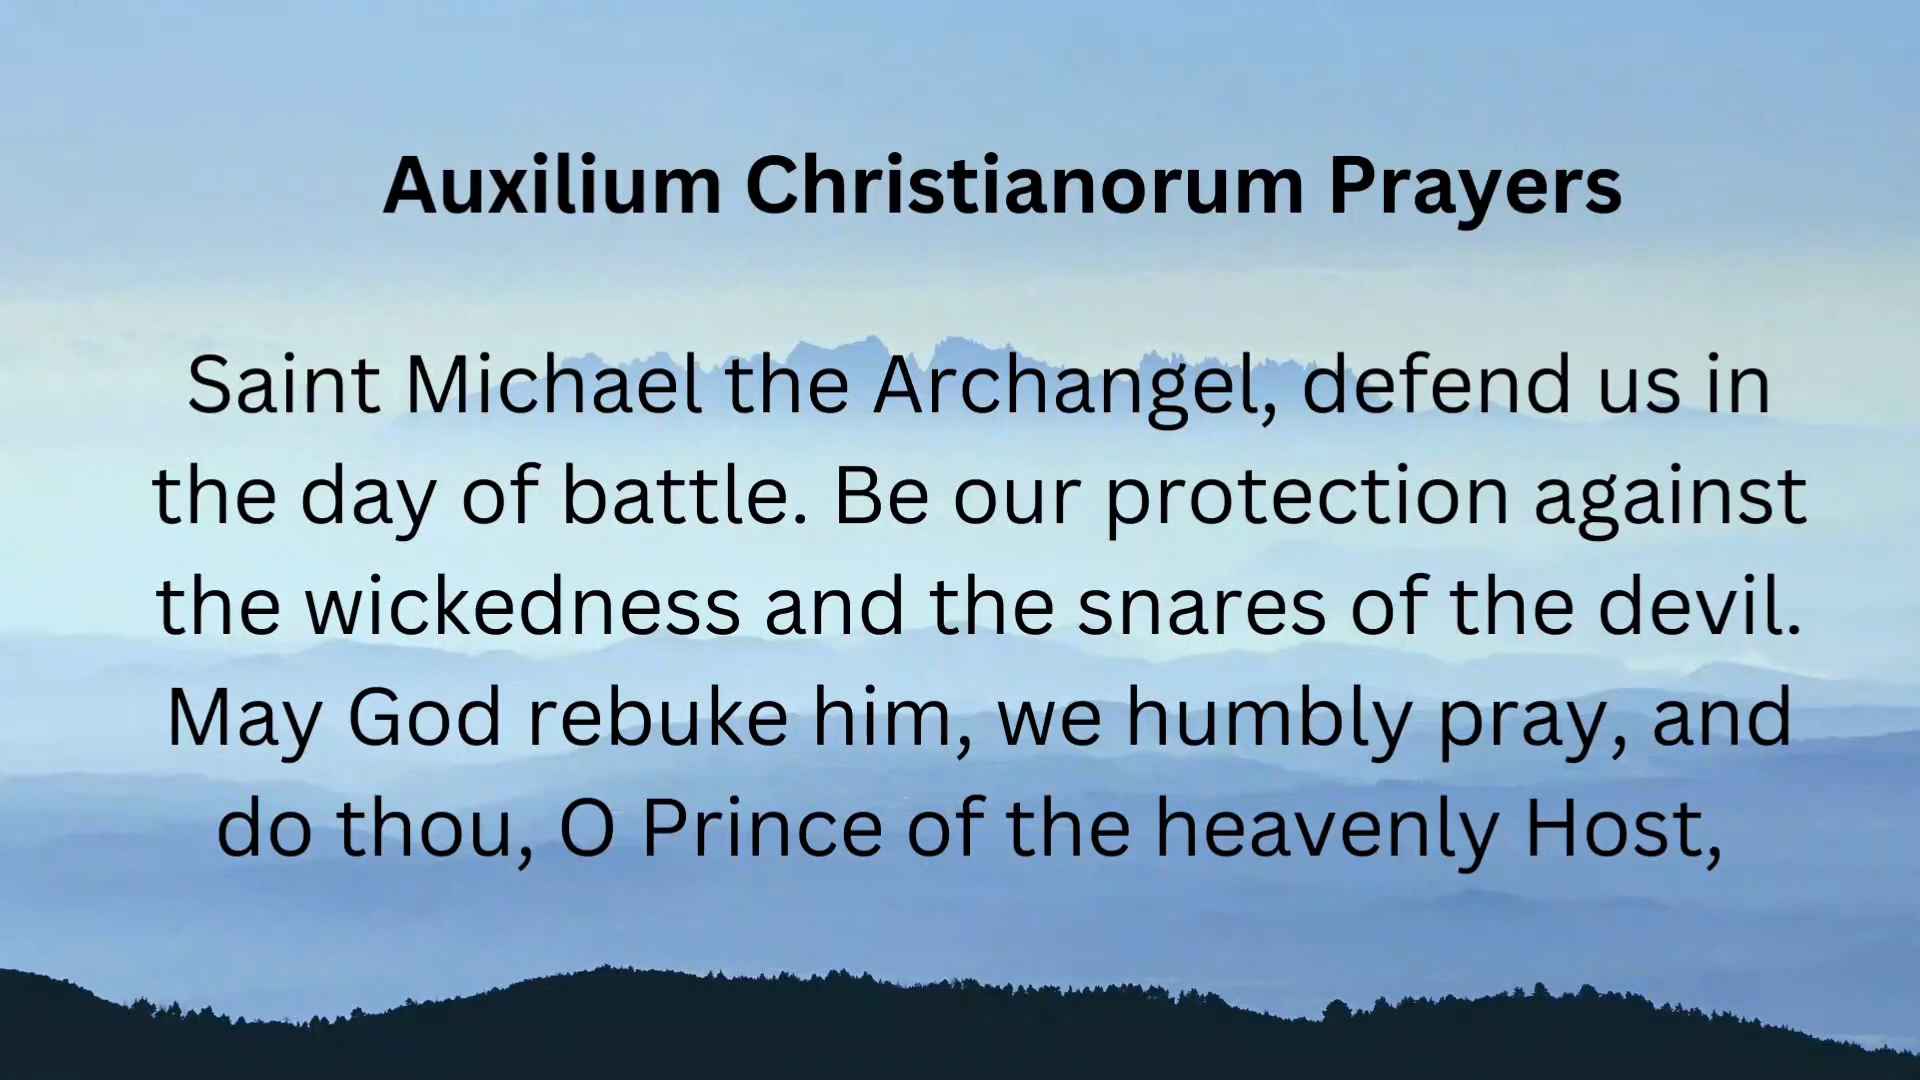 Auxilium Christianorum Prayers
Saint Michael the Archangel, defend us in
the day of battle. Be our protection against
the wickedness and the snares of the devil.
May God rebuke him, we humbly pray, and
do thou, O Prince of the heavenly Host,